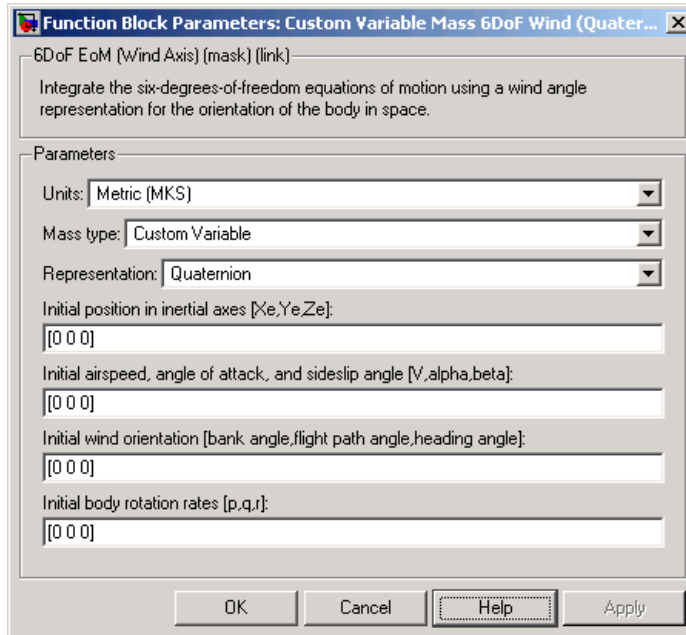 Function Block Parameters: Custom Variable Mass 6DoF Wind (Quater...
6DoF EoM (Wind Axis) (mask) (link)
Integrate the six-degrees-of-freedom equations of motion using a wind angle
representation for the orientation of the body in space.
Parameters
Units: Metric (MKS)
Mass type: Custom Variable
Representation: Quaternion
Initial position in inertial axes [Xe,Ye,Ze]:
[0 0 0]
Initial airspeed, angle of attack, and sideslip angle [V,alpha,beta]:
[0 0 0]
Initial wind orientation [bank angle,flight path angle,heading angle]:
[0 0 0]
Initial body rotation rates [p,q,r]:
[0 0 0]
OK Cancel Help Apply